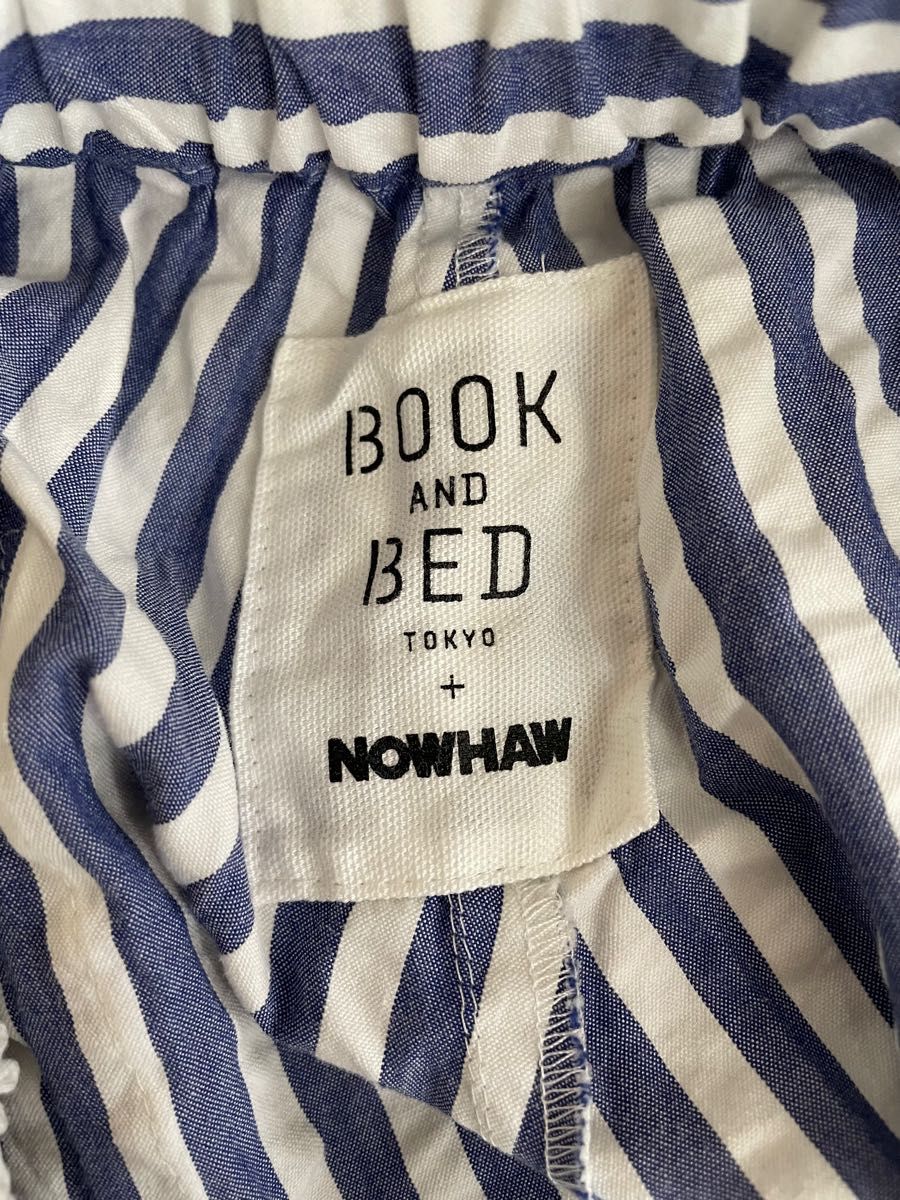 BOOK
AND
BED
TOKYO
+
NOWHAW